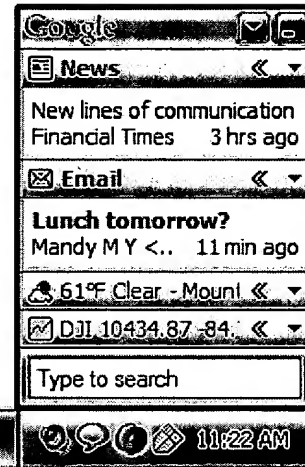 Google
News
New lines of communication
Financial Times 3 hrs ago
Email
Lunch tomorrow?
Mandy M Y <.. 11 min ago
61°F Clear - Mount
DJI 10434.87 -84.
Type to search
11:22 AM